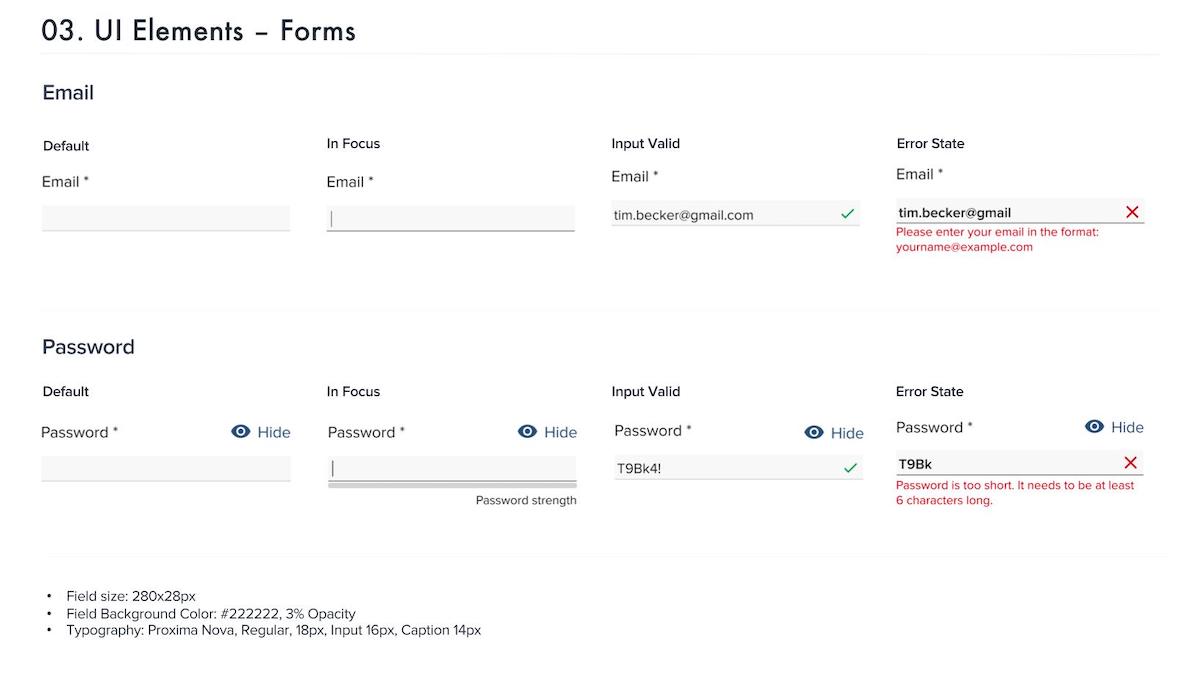 03. UI Elements – Forms
Email
Default
In Focus
Input Valid
Error State
Email *
Email *
Email *
Email *
tim.becker@gmail.com
tim.becker@gmail
Please enter your email in the format:
yourname@example.com
Password
Default
In Focus
Input Valid
Error State
Password * Hide
Password * Hide
Password * Hide
Password * Hide
T9Bk4!
T9Bk
Password strength
Password is too short. It needs to be at least
6 characters long.
• Field size: 280x28px
• Field Background Color: #222222, 3% Opacity
• Typography: Proxima Nova, Regular, 18px, Input 16px, Caption 14px